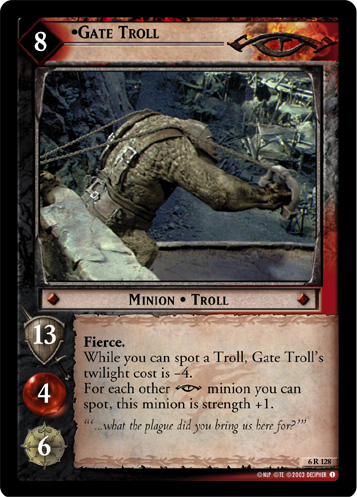 8
•Gate Troll
Minion • Troll
13
4
6
Fierce.
While you can spot a Troll, Gate Troll's
twilight cost is –4.
For each other minion you can
spot, this minion is strength +1.
"'...what the plague did you bring us here for?'"
6 R 128
©NLP ©TE ©2003 DECIPHER